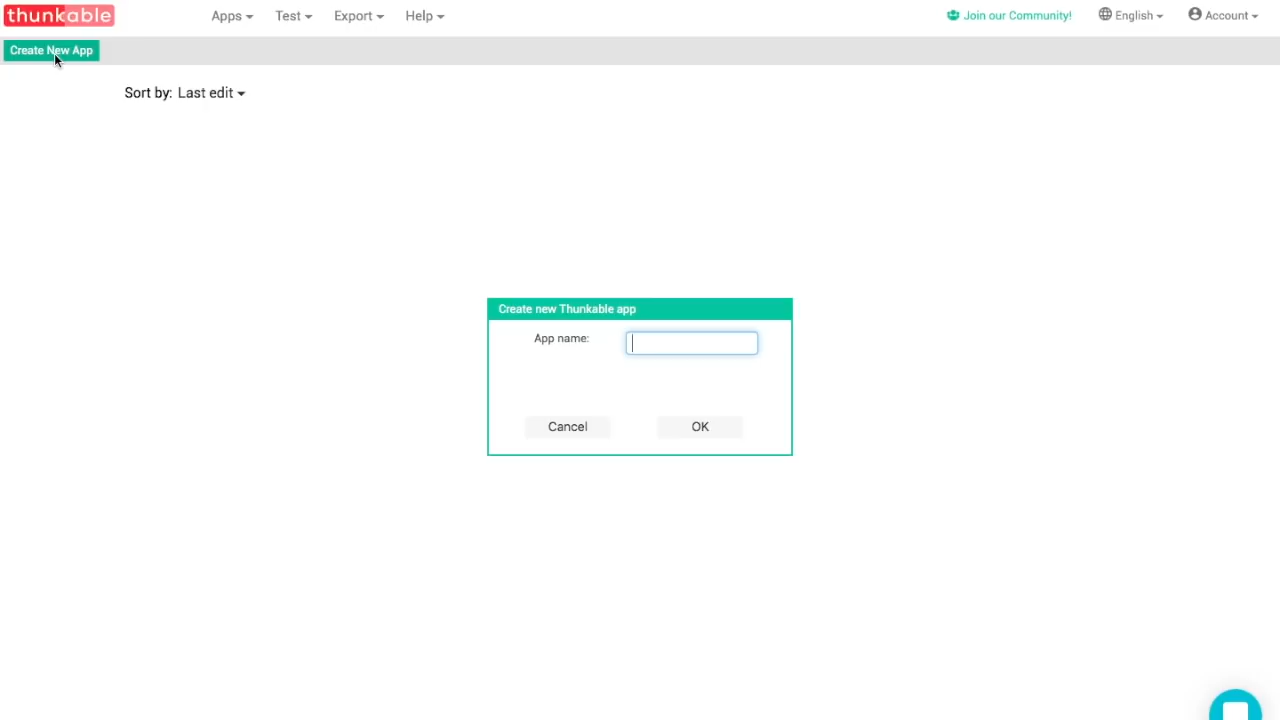 thunkable Apps Test Export Help Join our Community! English Account
Create New App
Sort by: Last edit
Create new Thunkable app
App name:
Cancel OK